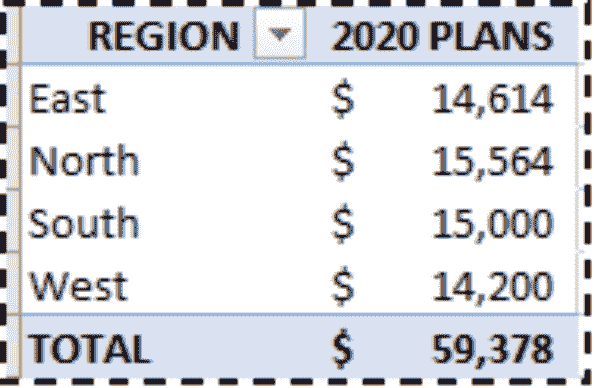 REGION 2020 PLANS
East $ 14,614
North $ 15,564
South $ 15,000
West $ 14,200
TOTAL $ 59,378